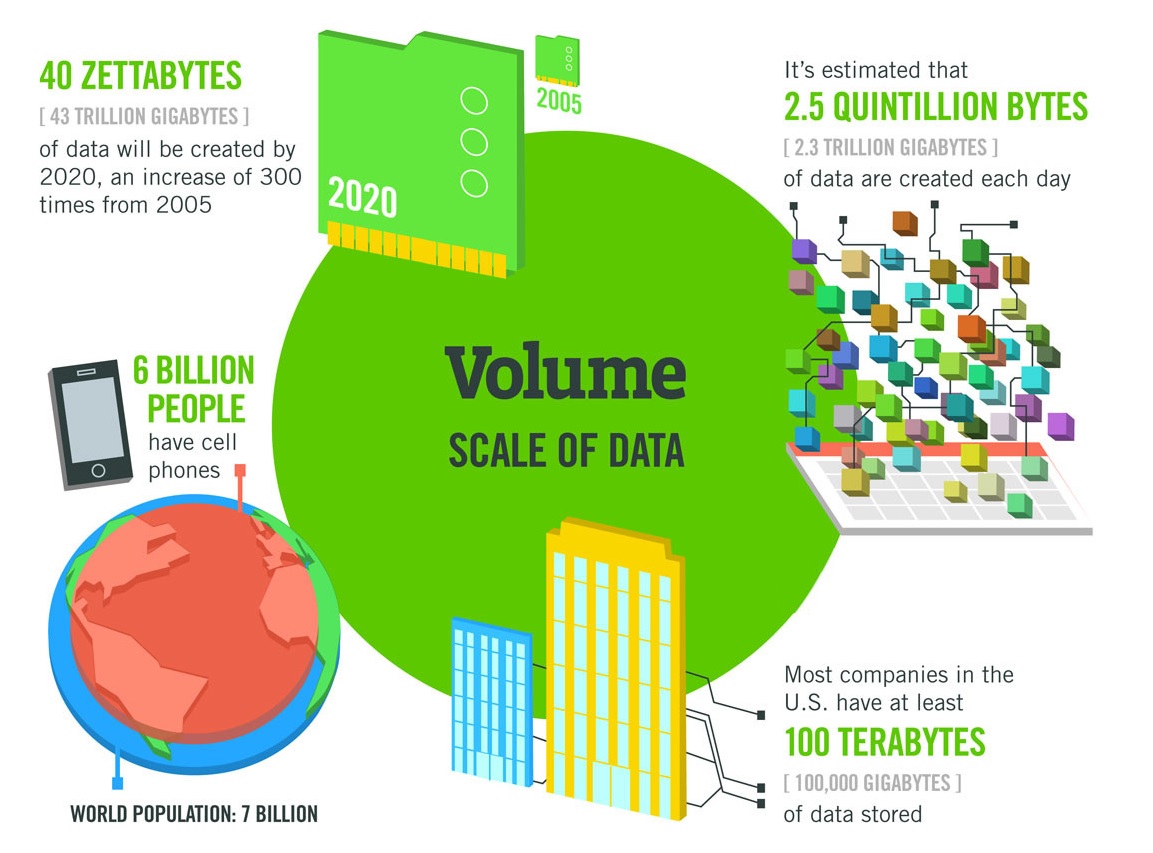 40 ZETTABYTES
[ 43 TRILLION GIGABYTES ]
of data will be created by
2020, an increase of 300
times from 2005
2020
2005
It’s estimated that
2.5 QUINTILLION BYTES
[ 2.3 TRILLION GIGABYTES ]
of data are created each day
6 BILLION
PEOPLE
have cell
phones
WORLD POPULATION: 7 BILLION
Volume
SCALE OF DATA
Most companies in the
U.S. have at least
100 TERABYTES
[ 100,000 GIGABYTES ]
of data stored